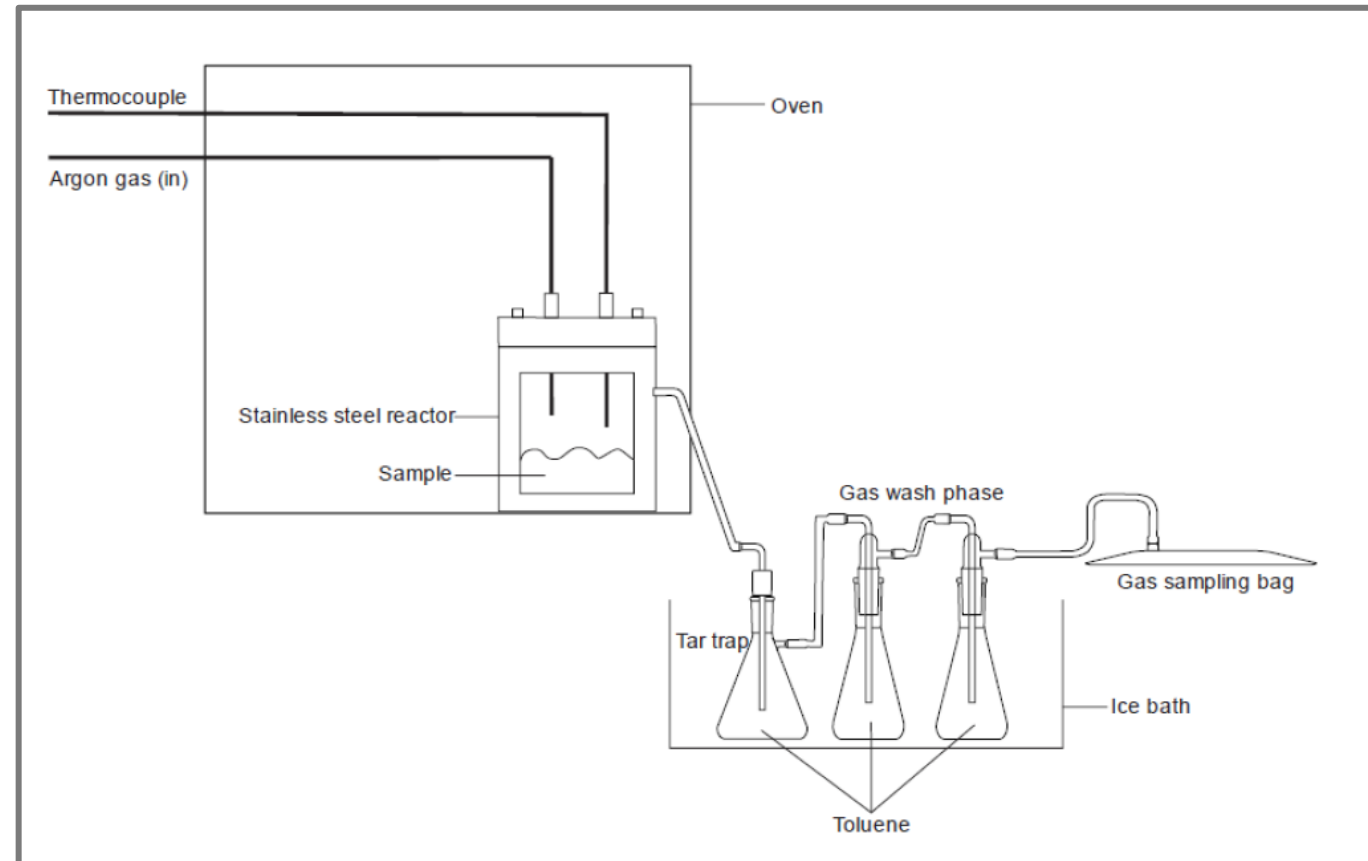 Thermocouple
Oven
Argon gas (in)
Stainless steel reactor
Sample
Gas wash phase
Gas sampling bag
Tar trap
Ice bath
Toluene